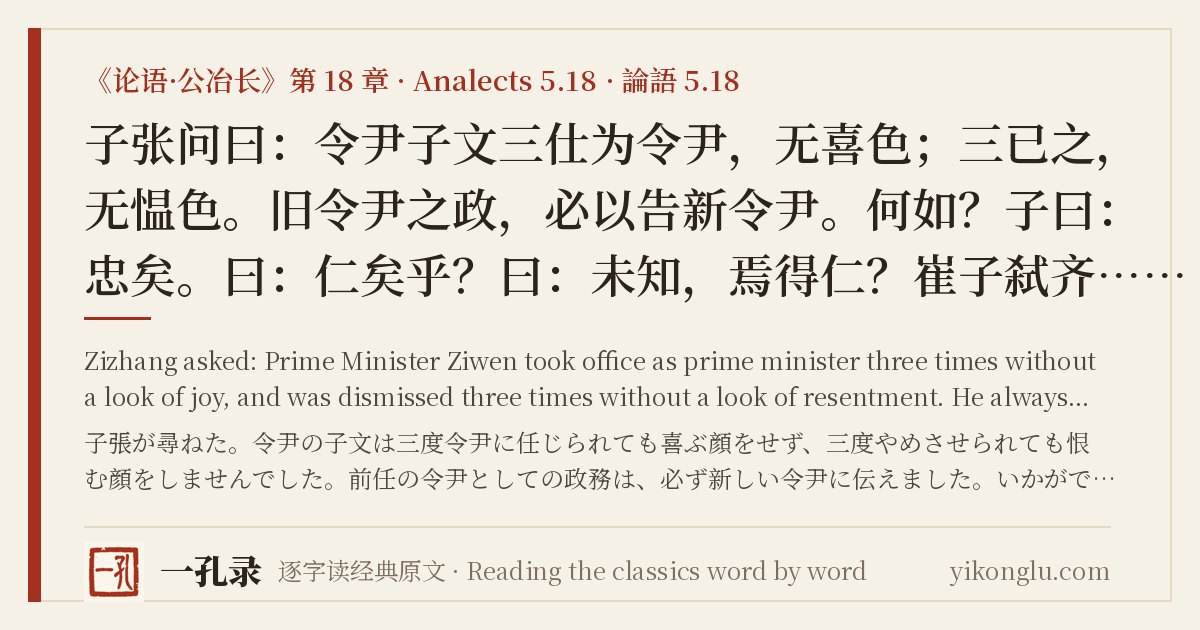 《论语·公冶长》第 18 章 · Analects 5.18 · 論語 5.18
子张问曰：令尹子文三仕为令尹，无喜色；三已之，
无愠色。旧令尹之政，必以告新令尹。何如？子曰：
忠矣。曰：仁矣乎？曰：未知，焉得仁？崔子弑齐……
Zizhang asked: Prime Minister Ziwen took office as prime minister three times without
a look of joy, and was dismissed three times without a look of resentment. He always...
子張が尋ねた。令尹の子文は三度令尹に任じられても喜ぶ顔をせず、三度やめさせられても恨
む顔をしませんでした。前任の令尹としての政務は、必ず新しい令尹に伝えました。いかがで…
一孔
一孔录 逐字读经典原文 · Reading the classics word by word yikonglu.com